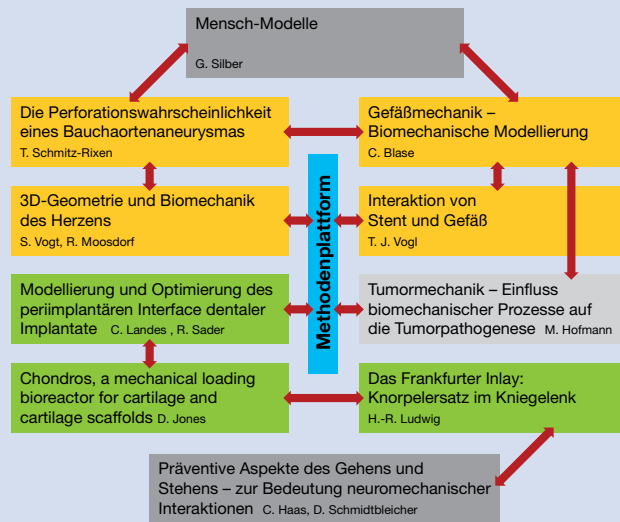 Mensch-Modelle
G. Silber
Die Perforationswahrscheinlichkeit
eines Bauchaortenaneurysmas
T. Schmitz-Rixen
Gefäßmechanik –
Biomechanische Modellierung
C. Blase
3D-Geometrie und Biomechanik
des Herzens
S. Vogt, R. Moosdorf
Methodenplattform
Interaktion von
Stent und Gefäß
T. J. Vogl
Modellierung und Optimierung des
periimplantären Interface dentaler
Implantate C. Landes , R. Sader
Tumormechanik – Einfluss
biomechanischer Prozesse auf
die Tumorpathogenese M. Hofmann
Chondros, a mechanical loading
bioreactor for cartilage and
cartilage scaffolds D. Jones
Das Frankfurter Inlay:
Knorpelersatz im Kniegelenk
H.-R. Ludwig
Präventive Aspekte des Gehens und
Stehens – zur Bedeutung neuromechanischer
Interaktionen C. Haas, D. Schmidtbleicher